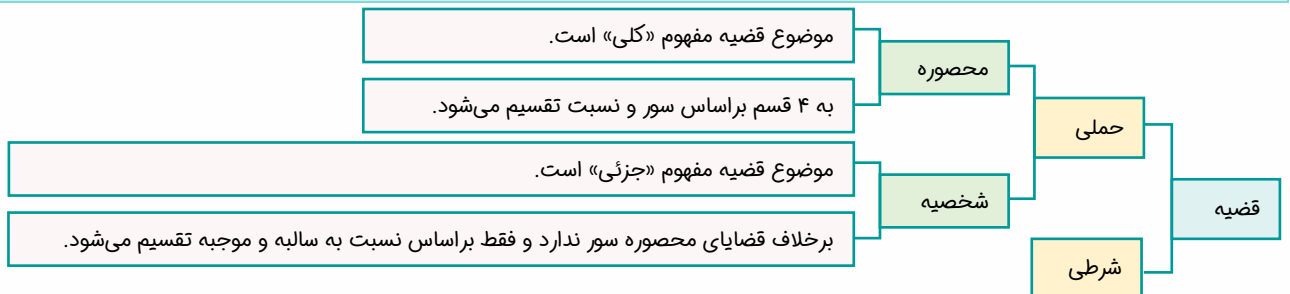 قضیه
حملی
محصوره
موضوع قضیه مفهوم «کلی» است.
به ۴ قسم براساس سور و نسبت تقسیم می‌شود.
شخصیه
موضوع قضیه مفهوم «جزئی» است.
برخلاف قضایای محصوره سور ندارد و فقط براساس نسبت به سالبه و موجبه تقسیم می‌شود.
شرطی